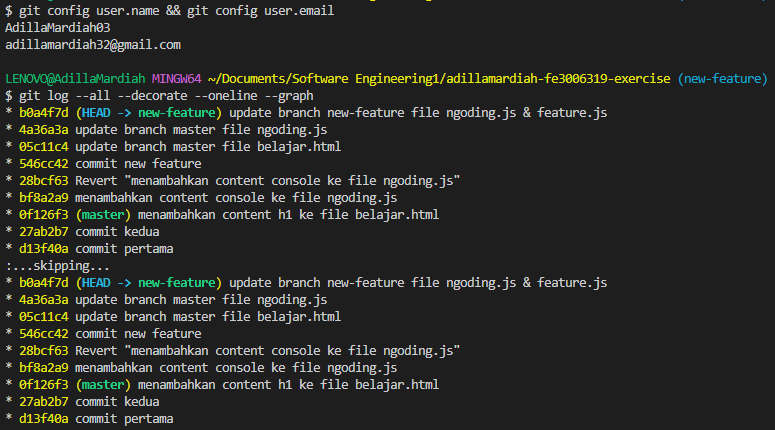 $ git config user.name && git config user.email
AdillaMardiah03
adillamardiah32@gmail.com
LENOVO@AdillaMardiah MINGW64 ~/Documents/Software Engineering1/adillamardiah-fe3006319-exercise (new-feature)
$ git log --all --decorate --oneline --graph
* b0a4f7d (HEAD -> new-feature) update branch new-feature file ngoding.js & feature.js
* 4a36a3a update branch master file ngoding.js
* 05c11c4 update branch master file belajar.html
* 546cc42 commit new feature
* 28bcf63 Revert "menambahkan content console ke file ngoding.js"
* bf8a2a9 menambahkan content console ke file ngoding.js
* 0f126f3 (master) menambahkan content h1 ke file belajar.html
* 27ab2b7 commit kedua
* d13f40a commit pertama
:...skipping...
* b0a4f7d (HEAD -> new-feature) update branch new-feature file ngoding.js & feature.js
* 4a36a3a update branch master file ngoding.js
* 05c11c4 update branch master file belajar.html
* 546cc42 commit new feature
* 28bcf63 Revert "menambahkan content console ke file ngoding.js"
* bf8a2a9 menambahkan content console ke file ngoding.js
* 0f126f3 (master) menambahkan content h1 ke file belajar.html
* 27ab2b7 commit kedua
* d13f40a commit pertama